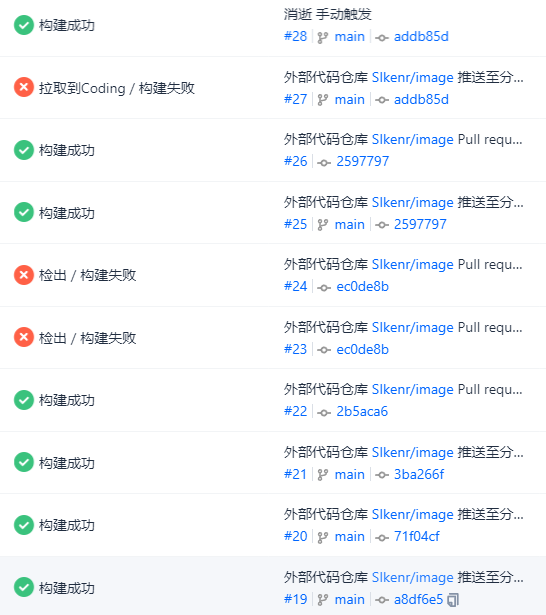 构建成功
消逝 手动触发
#28 main addb85d
拉取到Coding / 构建失败
外部代码仓库 Slkenr/image 推送至分...
#27 main addb85d
构建成功
外部代码仓库 Slkenr/image Pull requ...
#26 2597797
构建成功
外部代码仓库 Slkenr/image 推送至分...
#25 main 2597797
检出 / 构建失败
外部代码仓库 Slkenr/image Pull requ...
#24 ec0de8b
检出 / 构建失败
外部代码仓库 Slkenr/image Pull requ...
#23 ec0de8b
构建成功
外部代码仓库 Slkenr/image Pull requ...
#22 2b5aca6
构建成功
外部代码仓库 Slkenr/image 推送至分...
#21 main 3ba266f
构建成功
外部代码仓库 Slkenr/image 推送至分...
#20 main 71f04cf
构建成功
外部代码仓库 Slkenr/image 推送至分...
#19 main a8df6e5